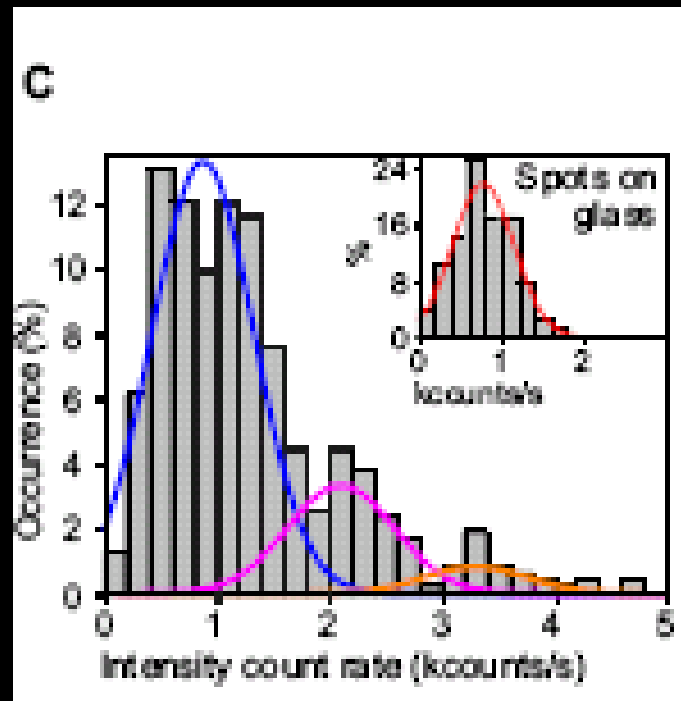 C
Spots on
glass
24
16
8
0
%
0 1 2
kcounts/s
12
10
8
6
4
2
0
Occurrence (%)
0 1 2 3 4 5
Intensity count rate (kcounts/s)